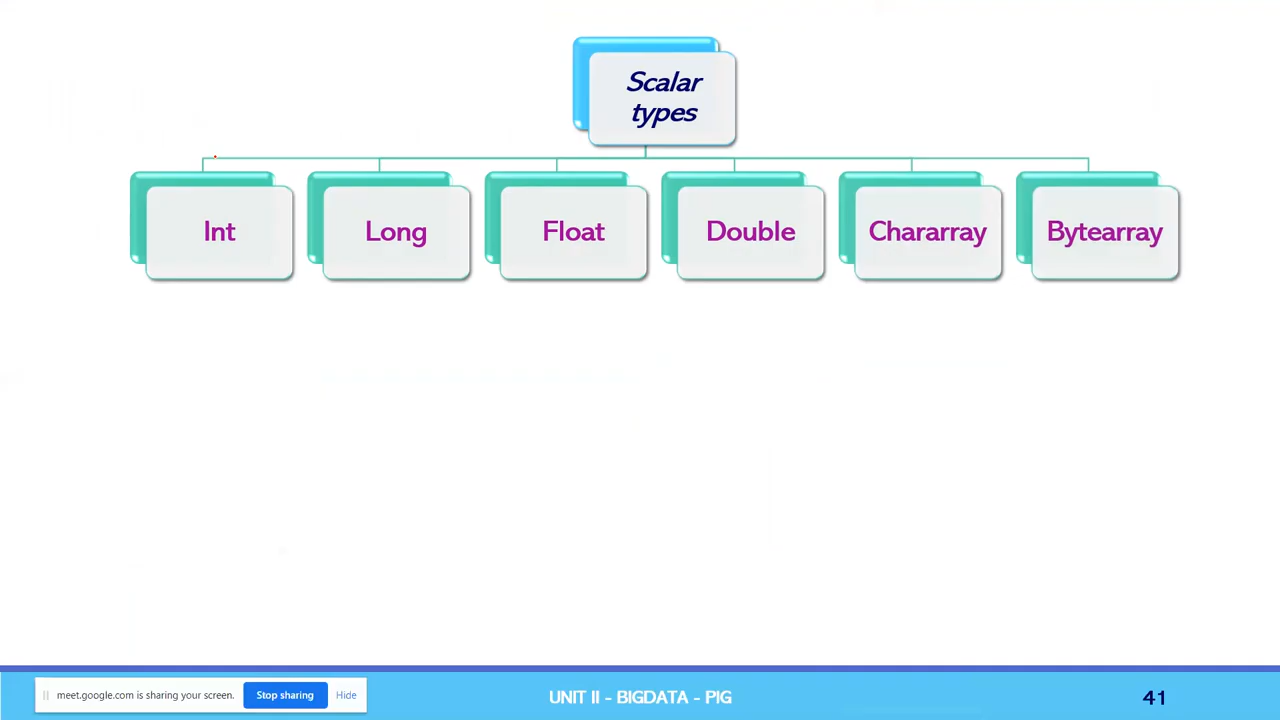 Scalar
types
Int
Long
Float
Double
Chararray
Bytearray
meet.google.com is sharing your screen.
Stop sharing
Hide
UNIT II - BIGDATA - PIG
41